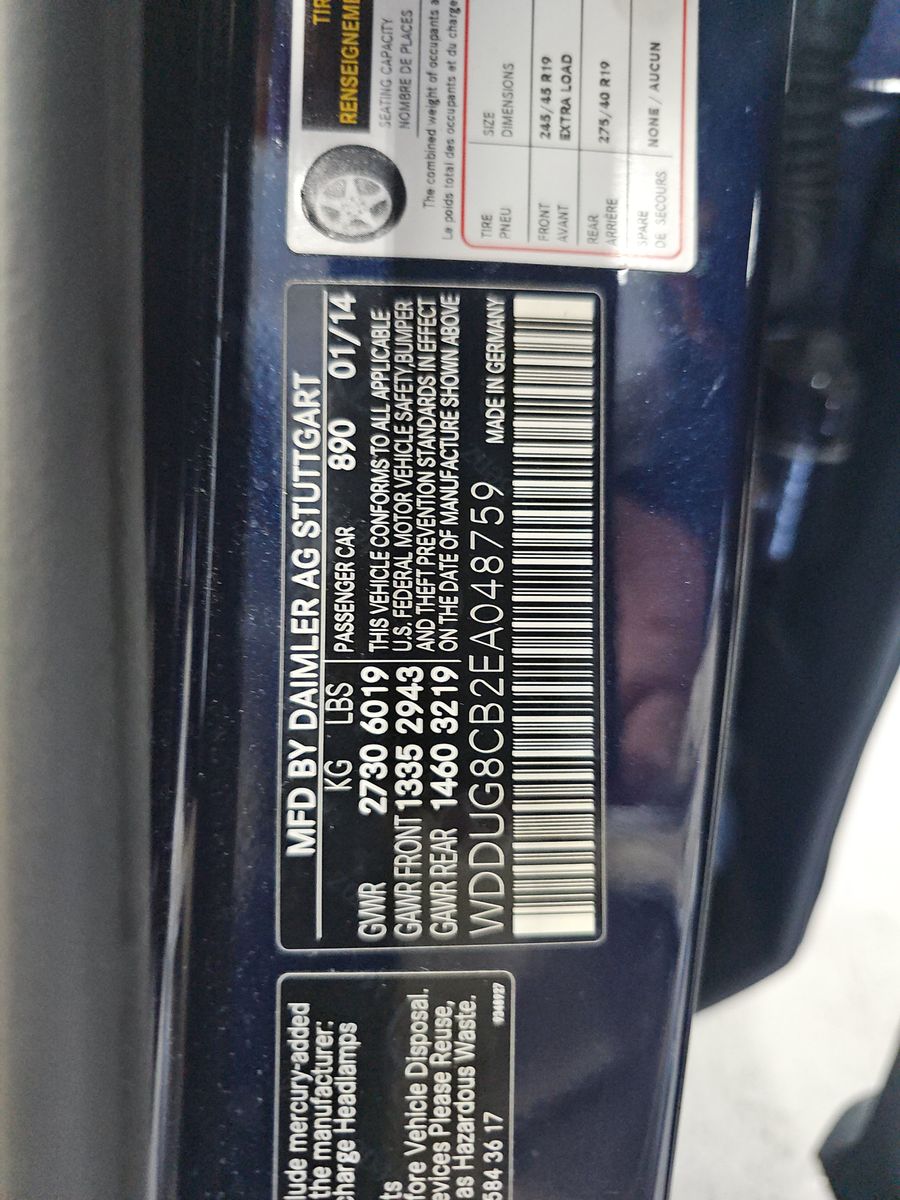 TIR
RENSEIGNEME
SEATING CAPACITY
NOMBRE DE PLACES
The combined weight of occupants a
Le poids total des occupants et du charge
TIRE SIZE
PNEU DIMENSIONS
FRONT 245/45 R19
AVANT EXTRA LOAD
REAR 275/40 R19
ARRIÈRE
SPARE NONE / AUCUN
DE SECOURS
MFD BY DAIMLER AG STUTTGART
KG LBS PASSENGER CAR 890 01/14
GVWR 2730 6019 THIS VEHICLE CONFORMS TO ALL APPLICABLE
GAWR FRONT 1335 2943 U.S. FEDERAL MOTOR VEHICLE SAFETY, BUMPER
AND THEFT PREVENTION STANDARDS IN EFFECT
GAWR REAR 1460 3219 ON THE DATE OF MANUFACTURE SHOWN ABOVE
WDDUG8CB2EA048759 MADE IN GERMANY
lude mercury-added
the manufacturer:
charge Headlamps
ts
fore Vehicle Disposal.
evices Please Reuse,
as Hazardous Waste.
584 36 17